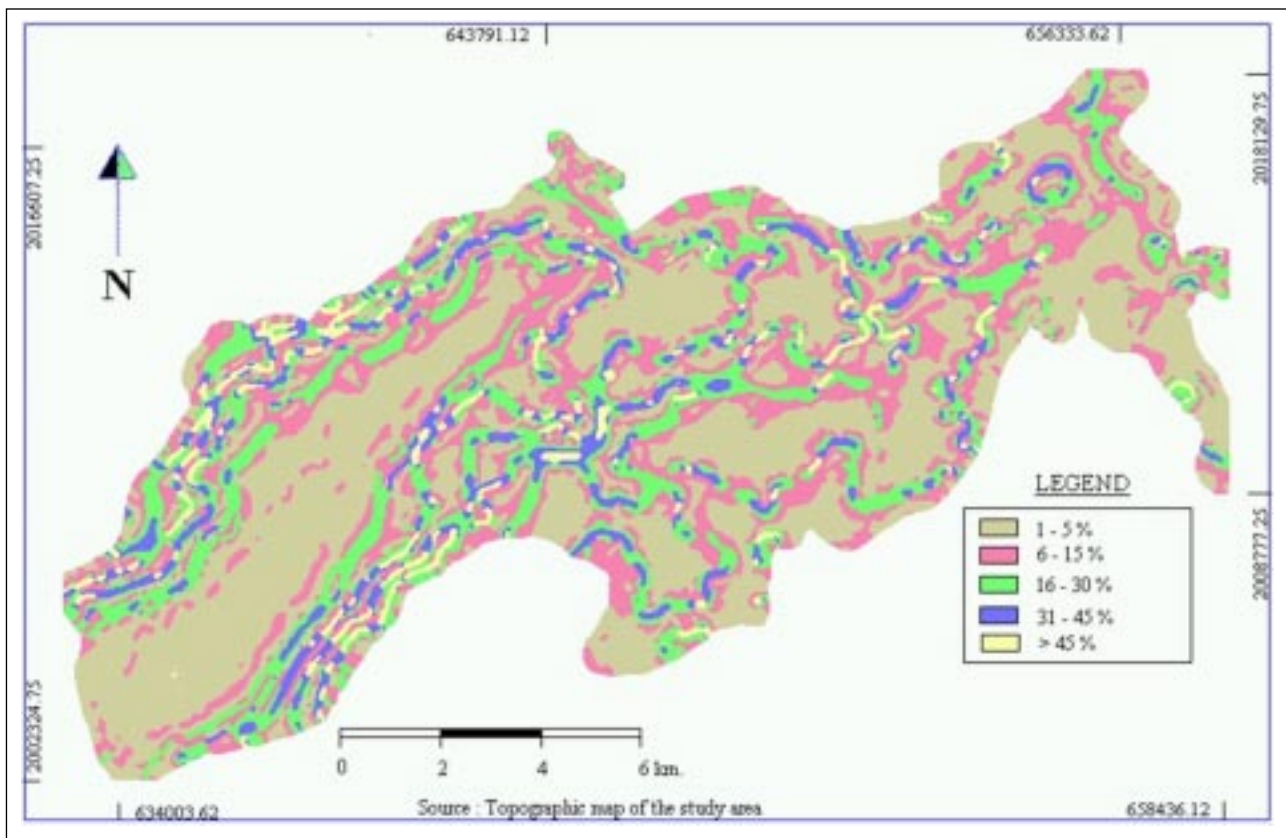 643791.12
656333.62
2018129.75
2016607.25
N
LEGEND
1 - 5 %
6 - 15 %
16 - 30 %
31 - 45 %
> 45 %
2008777.25
2002324.75
0 2 4 6 km.
Source : Topographic map of the study area
634003.62
658436.12